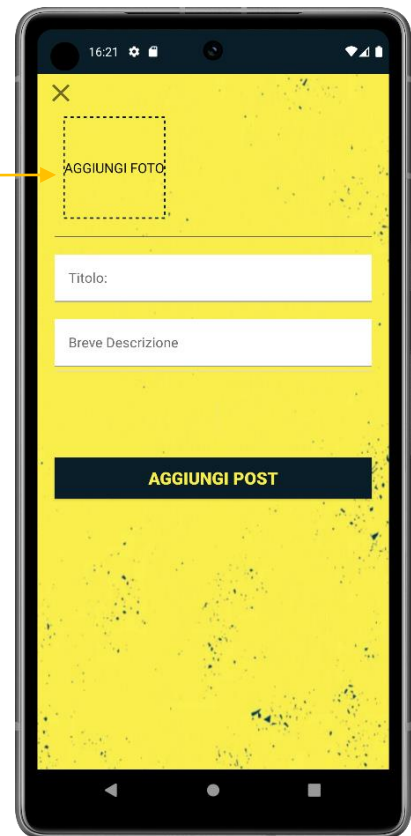 16:21
AGGIUNGI FOTO
Titolo:
Breve Descrizione
AGGIUNGI POST